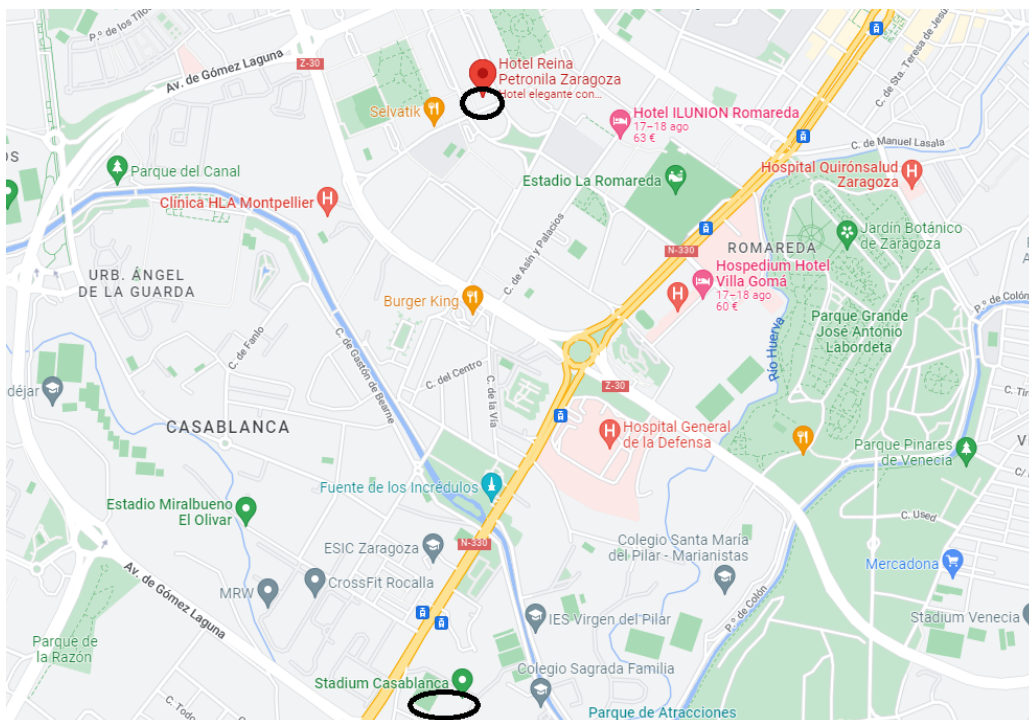 P.º de los Tilos
Z-30
Av. de Gómez Laguna
Hotel Reina
Petronila Zaragoza
Hotel elegante con...
Selvatik
C. de Sta. Teresa de Jesús
Hotel ILUNION Romareda
17–18 ago
63 €
C. de Manuel Lasala
OS
Parque del Canal
Clínica HLA Montpellier
Estadio La Romareda
Hospital Quirónsalud
Zaragoza
Jardín Botánico
de Zaragoza
C. de Asín y Palacios
N-330
ROMAREDA
Hospedium Hotel
Villa Gomá
17–18 ago
60 €
URB. ÁNGEL
DE LA GUARDA
P.º de Colón
Burger King
Parque Grande
José Antonio
Labordeta
Río Huerva
C. de Fanlo
C. de Gastón de Bearne
C. del Centro
C. de la Vía
Z-30
déjar
CASABLANCA
Hospital General
de la Defensa
Parque Pinares
de Venecia
Fuente de los Incrédulos
Estadio Miralbueno
El Olivar
C. Used
N-330
ESIC Zaragoza
Colegio Santa María
del Pilar - Marianistas
Mercadona
CrossFit Rocalla
MRW
Av. de Gómez Laguna
P.º de Colón
IES Virgen del Pilar
Stadium Venecia
Parque de
la Razón
Colegio Sagrada Familia
Stadium Casablanca
C. Todo
Parque de Atracciones